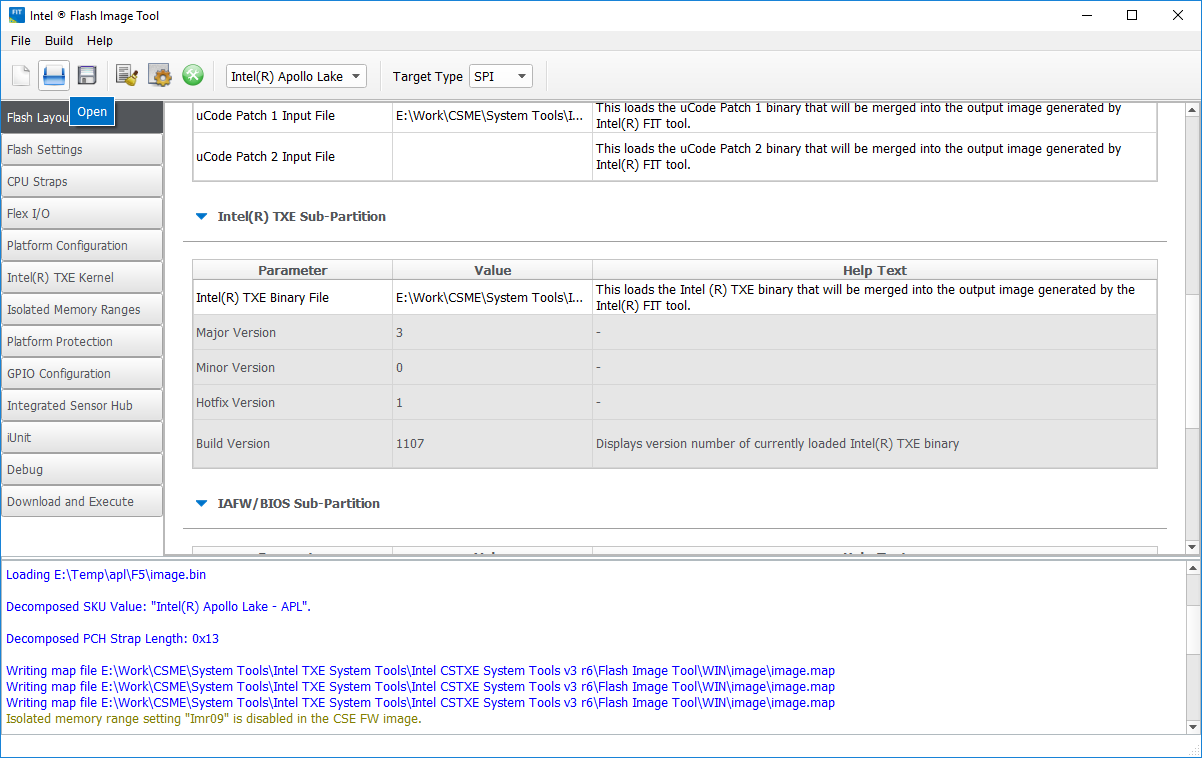 FIT Intel ® Flash Image Tool
File Build Help
Intel(R) Apollo Lake Target Type SPI
Open
Flash Layou
Flash Settings
CPU Straps
Flex I/O
Platform Configuration
Intel(R) TXE Kernel
Isolated Memory Ranges
Platform Protection
GPIO Configuration
Integrated Sensor Hub
iUnit
Debug
Download and Execute
uCode Patch 1 Input File E:\Work\CSME\System Tools\I... This loads the uCode Patch 1 binary that will be merged into the output image generated by
Intel(R) FIT tool.
uCode Patch 2 Input File This loads the uCode Patch 2 binary that will be merged into the output image generated by
Intel(R) FIT tool.
Intel(R) TXE Sub-Partition
Parameter Value Help Text
Intel(R) TXE Binary File E:\Work\CSME\System Tools\I... This loads the Intel (R) TXE binary that will be merged into the output image generated by the
Intel(R) FIT tool.
Major Version 3 -
Minor Version 0 -
Hotfix Version 1 -
Build Version 1107 Displays version number of currently loaded Intel(R) TXE binary
IAFW/BIOS Sub-Partition
Loading E:\Temp\apl\F5\image.bin
Decomposed SKU Value: "Intel(R) Apollo Lake - APL".
Decomposed PCH Strap Length: 0x13
Writing map file E:\Work\CSME\System Tools\Intel TXE System Tools\Intel CSTXE System Tools v3 r6\Flash Image Tool\WIN\image\image.map
Writing map file E:\Work\CSME\System Tools\Intel TXE System Tools\Intel CSTXE System Tools v3 r6\Flash Image Tool\WIN\image\image.map
Writing map file E:\Work\CSME\System Tools\Intel TXE System Tools\Intel CSTXE System Tools v3 r6\Flash Image Tool\WIN\image\image.map
Isolated memory range setting "Imr09" is disabled in the CSE FW image.